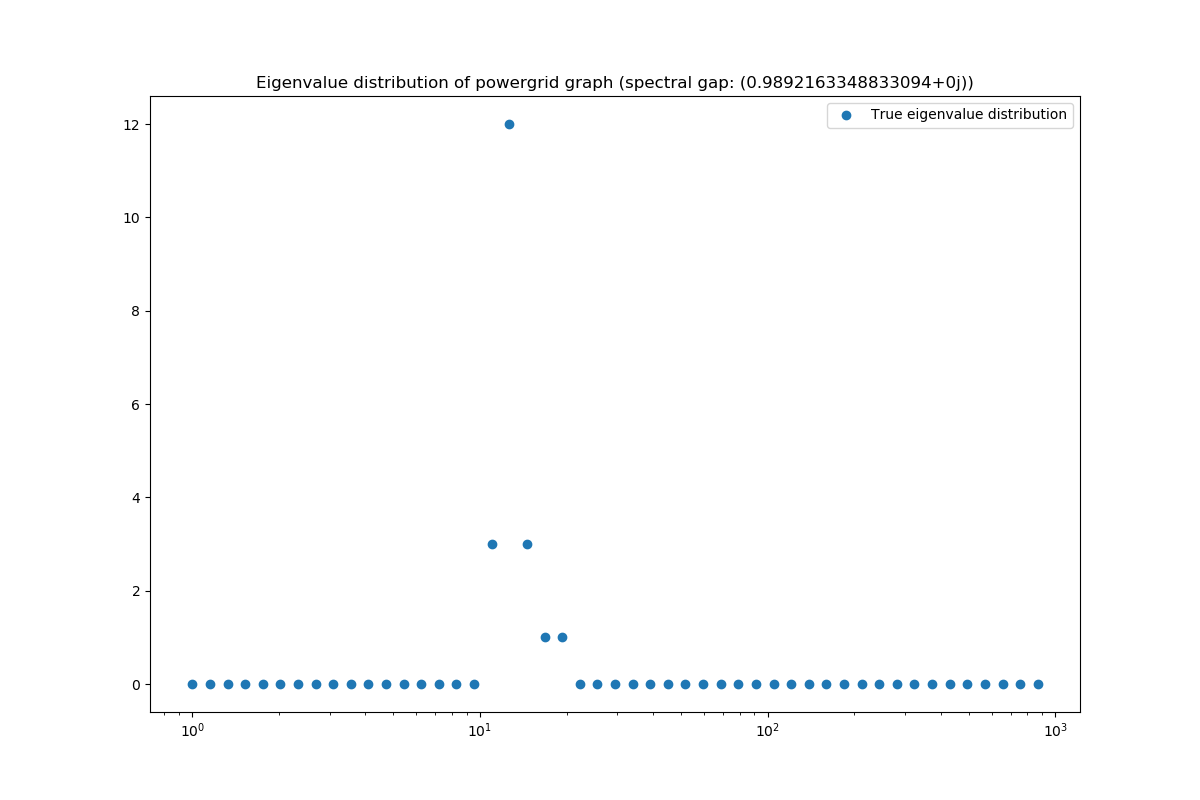 Eigenvalue distribution of powergrid graph (spectral gap: (0.9892163348833094+0j))
True eigenvalue distribution
12
10
8
6
4
2
0
10⁰ 10¹ 10² 10³